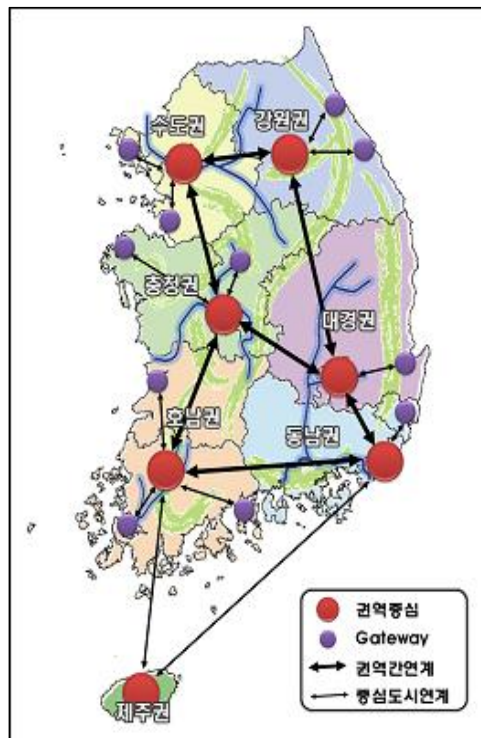 수도권
강원권
충청권
대경권
호남권
동남권
제주권
권역중심
Gateway
권역간연계
중심도시연계